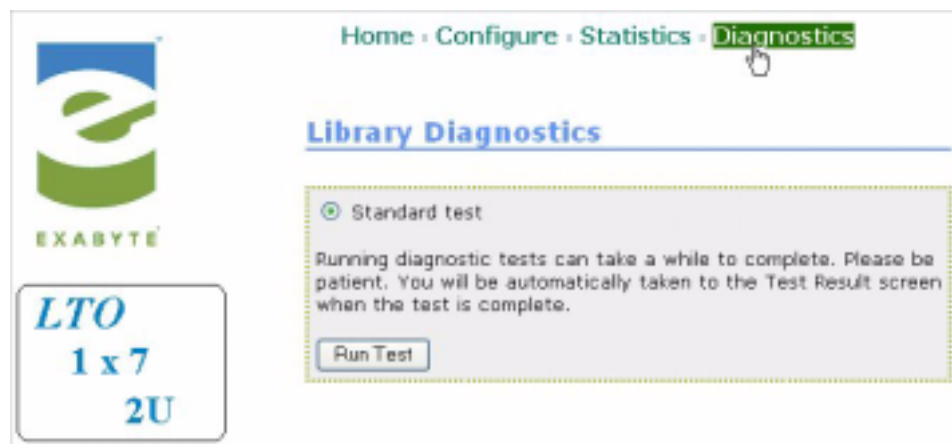 Home · Configure · Statistics · Diagnostics
Library Diagnostics
EXABYTE
LTO
1 x 7
2U
Standard test
Running diagnostic tests can take a while to complete. Please be
patient. You will be automatically taken to the Test Result screen
when the test is complete.
Run Test